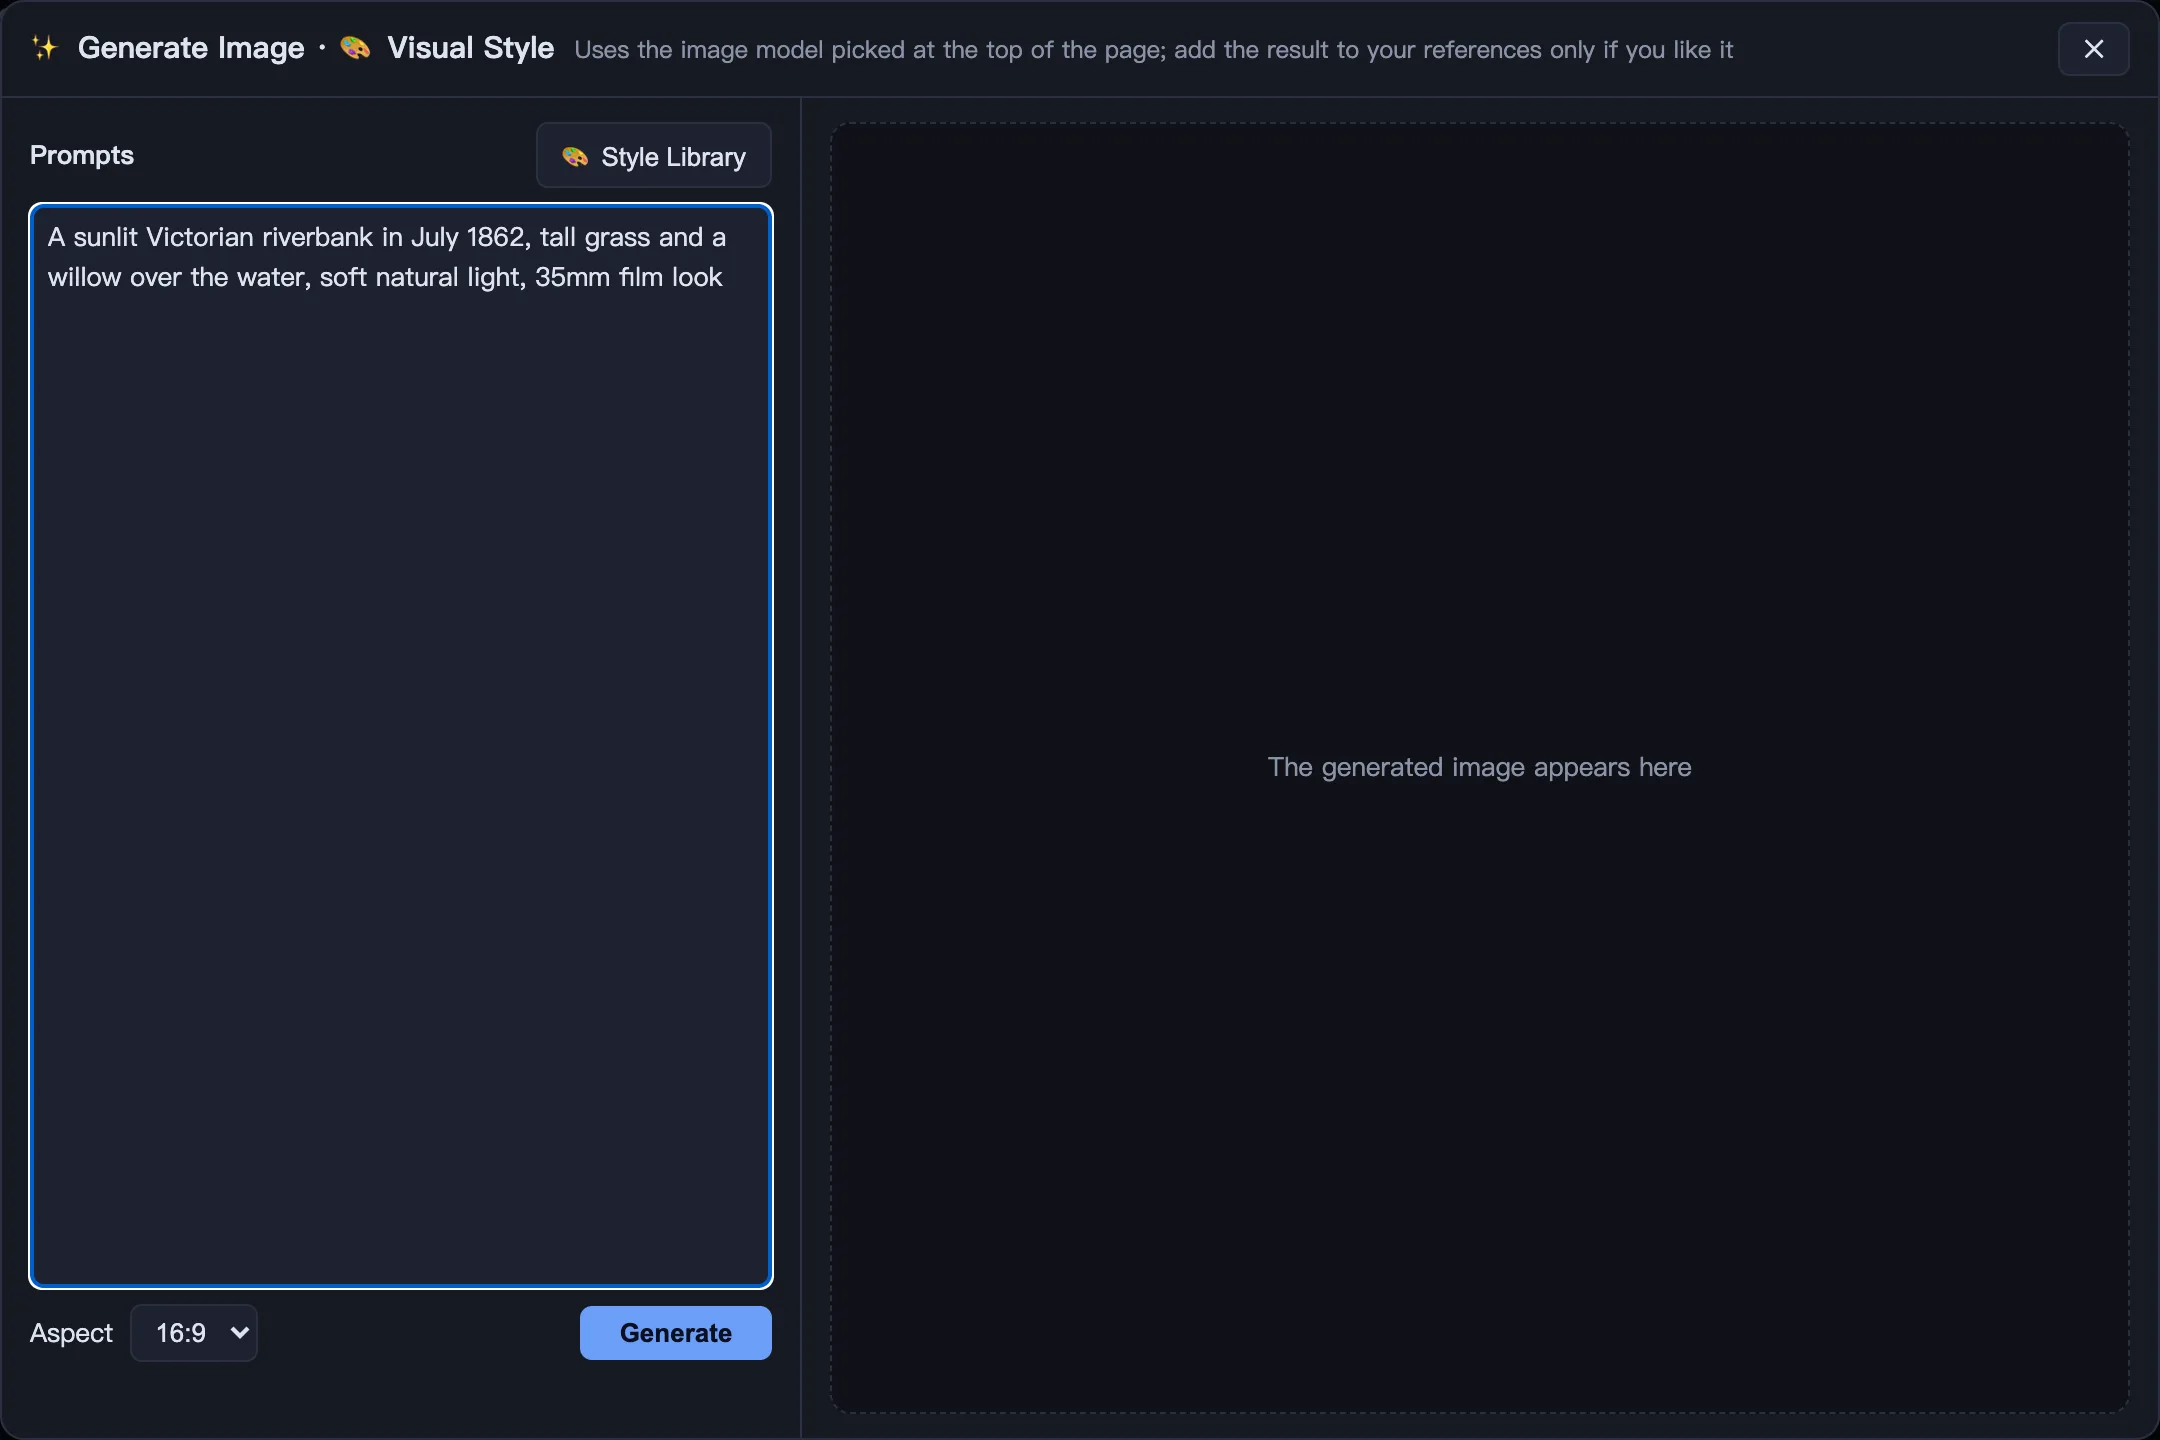 ✨ Generate Image · 🎨 Visual Style Uses the image model picked at the top of the page; add the result to your references only if you like it
Prompts
🎨 Style Library
A sunlit Victorian riverbank in July 1862, tall grass and a
willow over the water, soft natural light, 35mm film look
The generated image appears here
Aspect 16:9
Generate